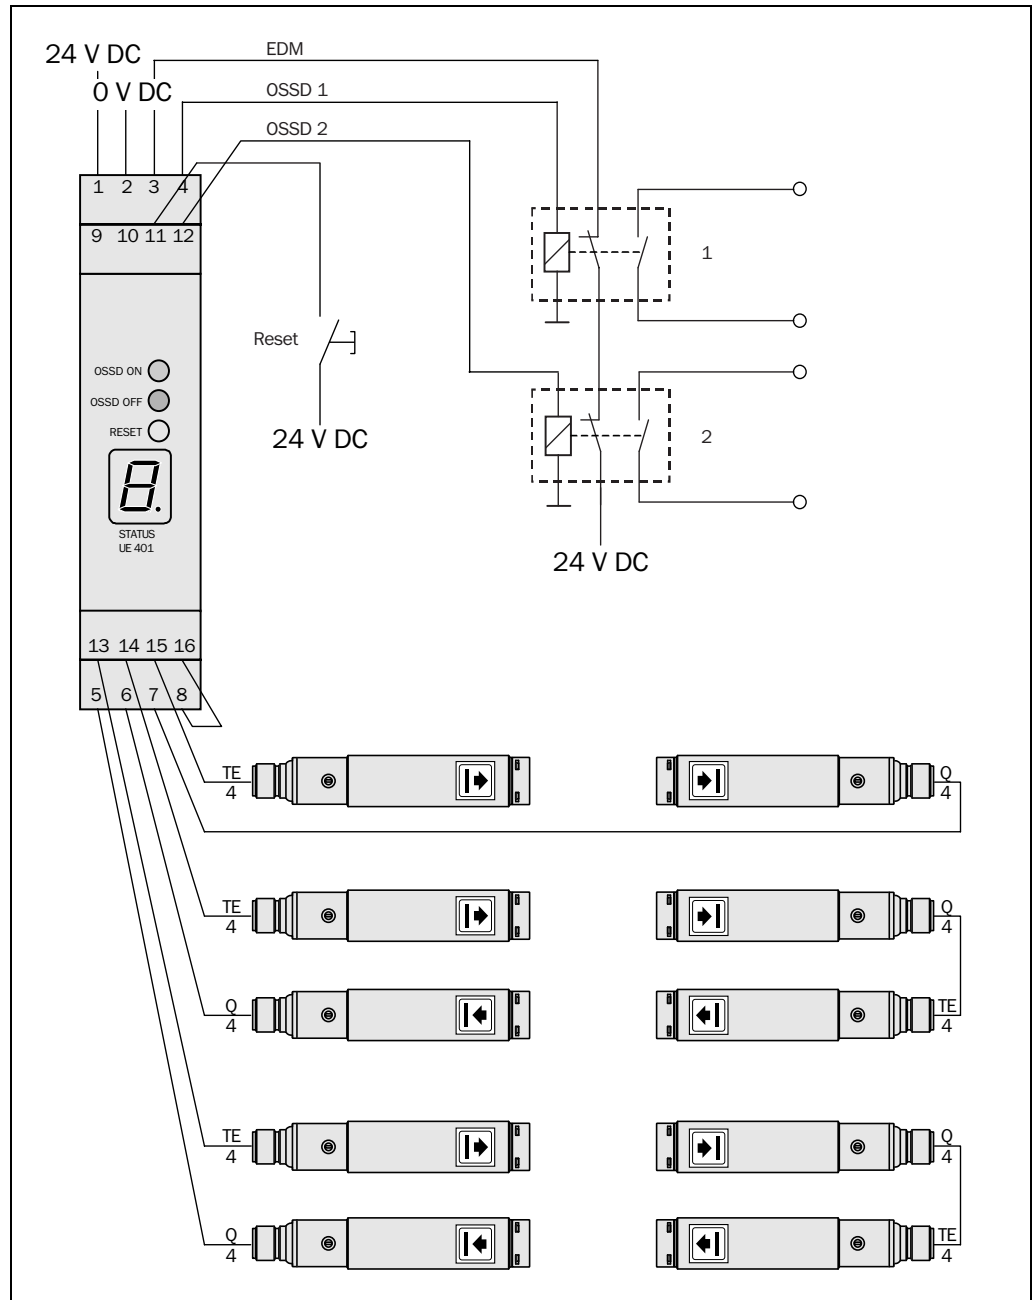 24 V DC
EDM
0 V DC
OSSD 1
OSSD 2
1 2 3 4
9 10 11 12
1
Reset
OSSD ON
OSSD OFF
RESET
24 V DC
2
8.
STATUS
UE 401
24 V DC
13 14 15 16
5 6 7 8
TE
4
Q
4
TE
4
Q
4
Q
4
TE
4
TE
4
Q
4
Q
4
TE
4